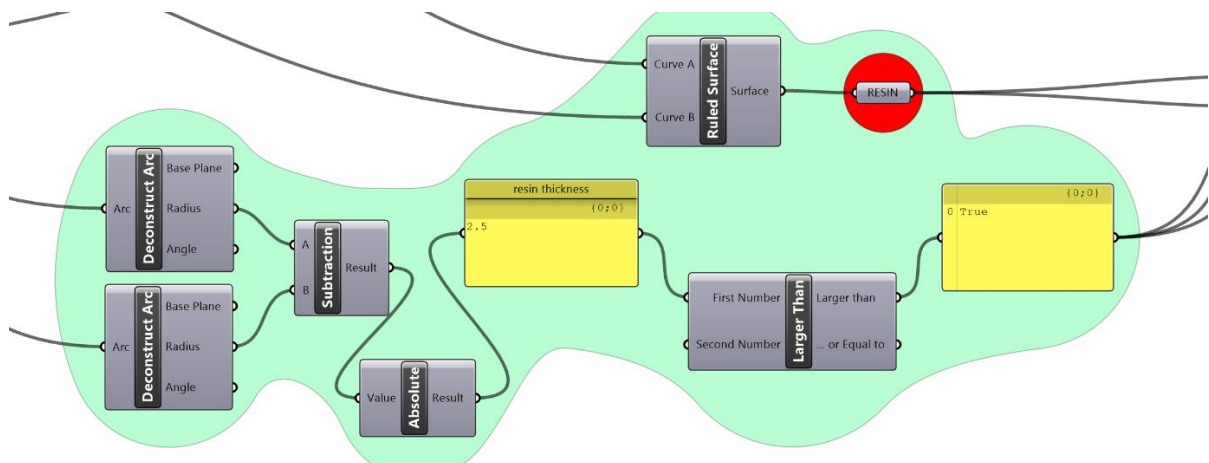 Curve A
Curve B
Ruled Surface
Surface
RESIN
Arc
Deconstruct Arc
Base Plane
Radius
Angle
Arc
Deconstruct Arc
Base Plane
Radius
Angle
A
B
Subtraction
Result
Value
Absolute
Result
resin thickness
{0;0}
2.5
First Number
Second Number
Larger Than
Larger than
... or Equal to
{0;0}
0 True